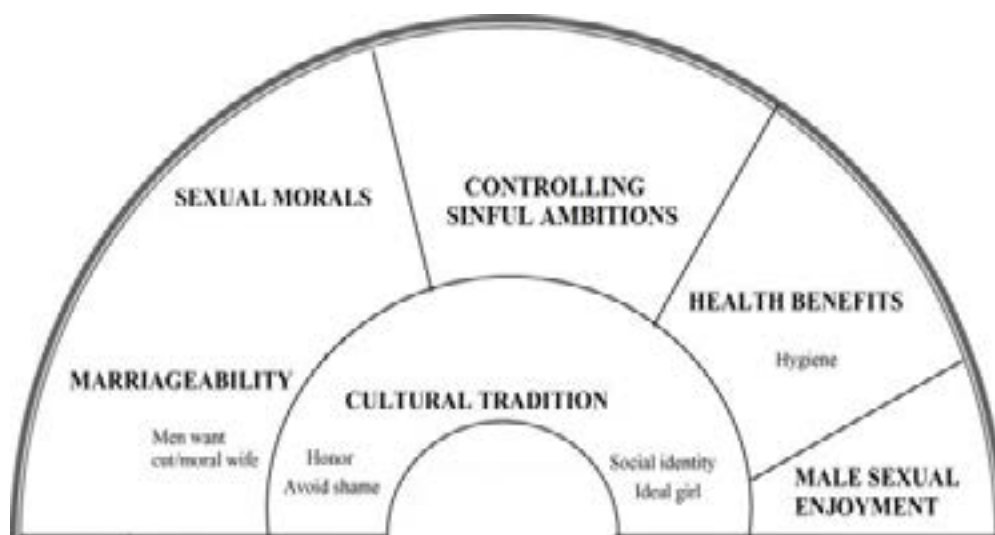 SEXUAL MORALS
CONTROLLING
SINFUL AMBITIONS
HEALTH BENEFITS
Hygiene
MARRIAGEABILITY
Men want
cut/moral wife
CULTURAL TRADITION
Honor
Avoid shame
Social identity
Ideal girl
MALE SEXUAL
ENJOYMENT